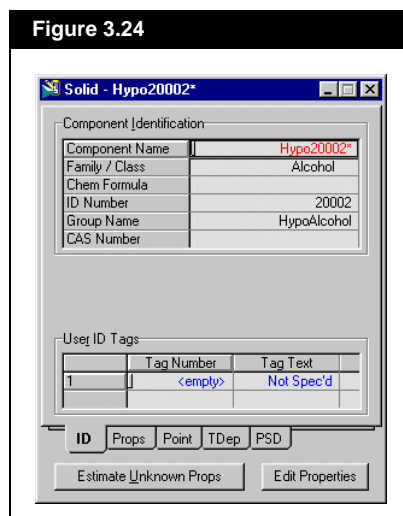 Figure 3.24
Solid - Hypo20002*
Component Identification
Component Name Hypo20002*
Family / Class Alcohol
Chem Formula
ID Number 20002
Group Name HypoAlcohol
CAS Number
User ID Tags
Tag Number Tag Text
1 <empty> Not Spec'd
ID Props Point TDep PSD
Estimate Unknown Props Edit Properties